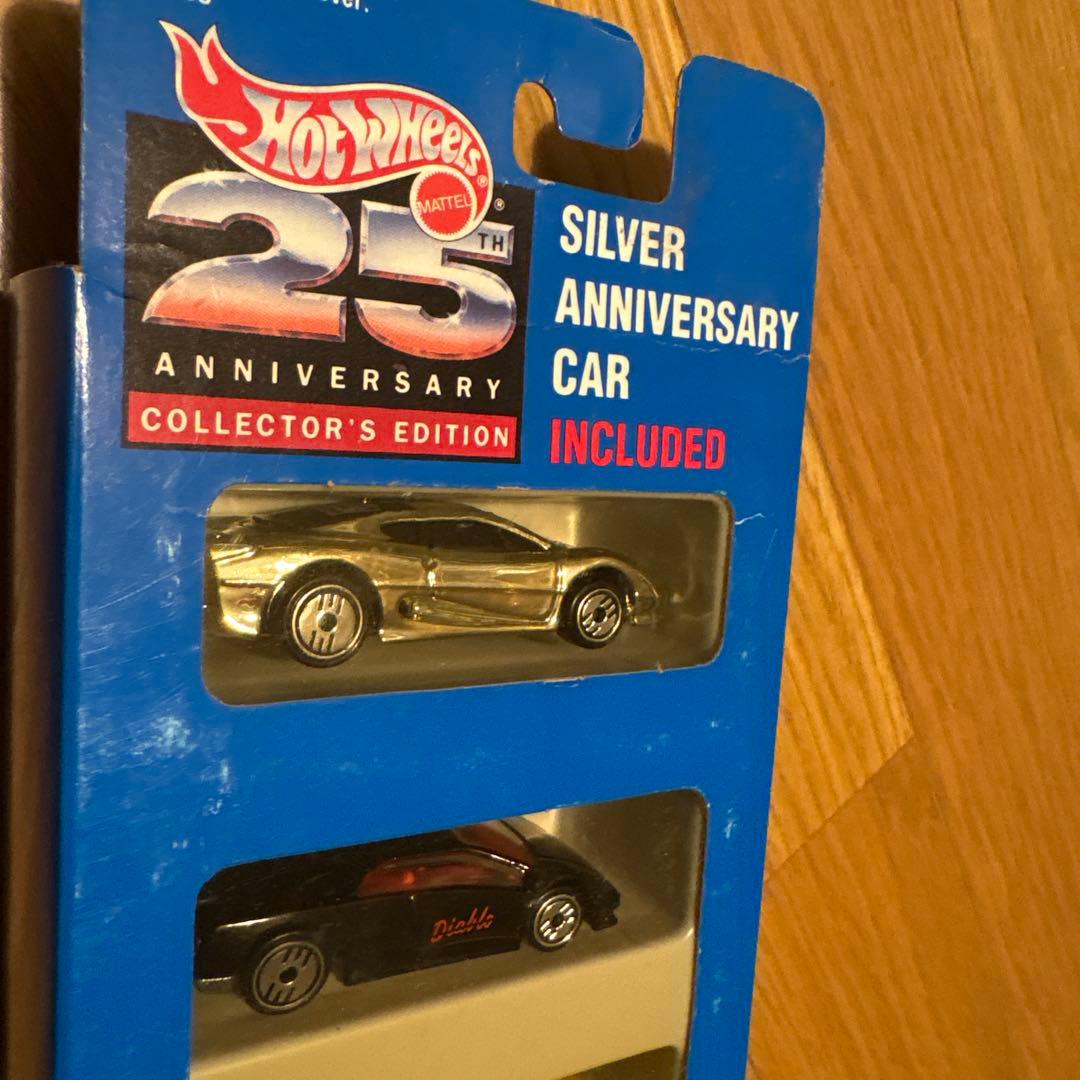 HOT WHEELS®
MATTEL®
25TH
ANNIVERSARY
COLLECTOR'S EDITION
SILVER
ANNIVERSARY
CAR
INCLUDED
Diablo